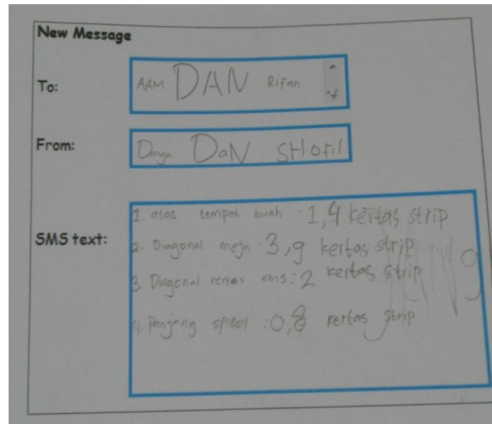 New Message
To: AAM DAN Rifan
From: Daya DaN SHofil
SMS text:
1. alas tempat buah : 1,4 kertas strip
2. Diagonal meja : 3,9 kertas strip
3. Diagonal kertas sms : 2 kertas strip
4. Panjang spidol : 0,8 kertas strip